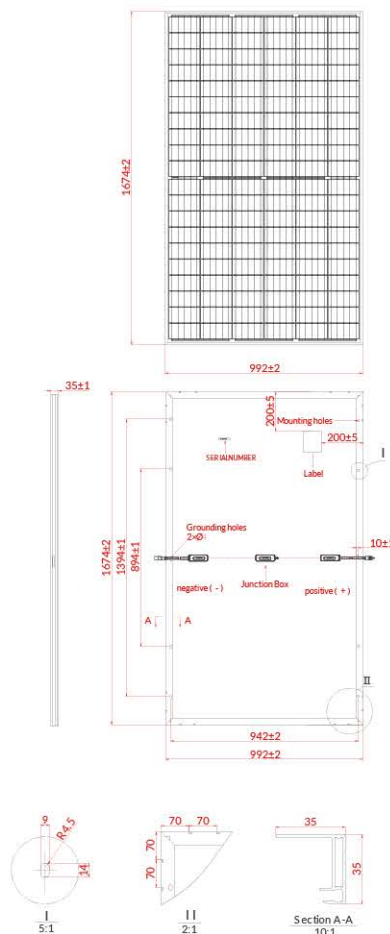 1674±2
992±2
35±1
200±5
Mounting holes
200±5
I
SERIALNUMBER
Label
1674±2
1394±1
894±1
Grounding holes
2×Ø
10±
negative ( - )
Junction Box
positive ( + )
A
A
II
942±2
992±2
9
R4.5
14
I
5:1
70
70
70
70
II
2:1
35
35
Section A-A
10:1